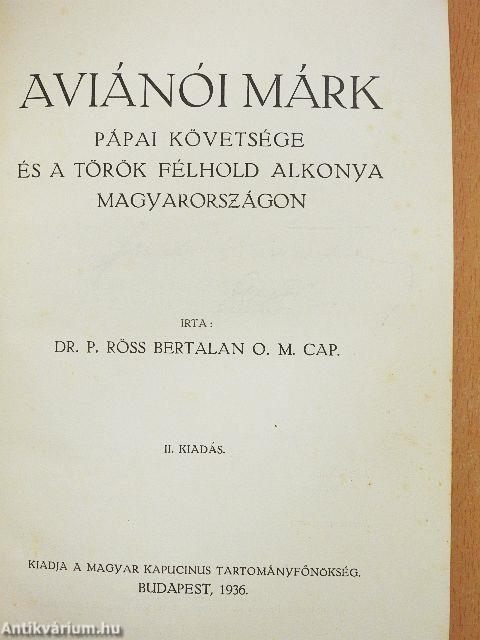 AVIÁNÓI MÁRK
PÁPAI KÖVETSÉGE
ÉS A TÖRÖK FÉLHOLD ALKONYA
MAGYARORSZÁGON
IRTA:
DR. P. RÖSS BERTALAN O. M. CAP.
II. KIADÁS.
KIADJA A MAGYAR KAPUCINUS TARTOMÁNYFŐNÖKSÉG.
BUDAPEST, 1936.
Antikvárium.hu